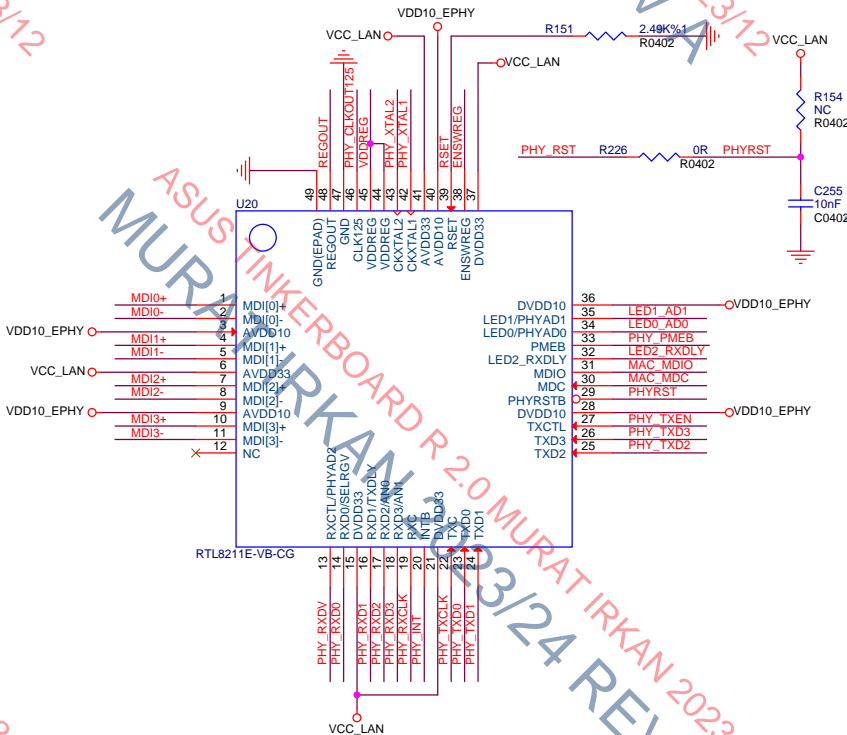 VDD10_EPHY
VCC_LAN
R151
2.49K%1
R0402
VCC_LAN
VCC_LAN
R154
NC
R0402
PHY_RST
R226
0R
R0402
PHYRST
C255
10nF
C0402
REGOUT
PHY_CLKOUT125
VDDREG
PHY_XTAL2
PHY_XTAL1
RSET
ENSWREG
49
48
47
46
45
44
43
42
41
40
39
38
37
U20
GND(EPAD)
REGOUT
GND
CLK125
VDDREG
VDDREG
CKXTAL2
CKXTAL1
AVDD33
AVDD10
RSET
ENSWREG
DVDD33
MDI0+ 1 MDI[0]+
MDI0- 2 MDI[0]-
VDD10_EPHY 3 AVDD10
MDI1+ 4 MDI[1]+
MDI1- 5 MDI[1]-
VCC_LAN 6 AVDD33
MDI2+ 7 MDI[2]+
MDI2- 8 MDI[2]-
VDD10_EPHY 9 AVDD10
MDI3+ 10 MDI[3]+
MDI3- 11 MDI[3]-
12 NC
DVDD10 36 VDD10_EPHY
LED1/PHYAD1 35 LED1_AD1
LED0/PHYAD0 34 LED0_AD0
PMEB 33 PHY_PMEB
LED2_RXDLY 32 LED2_RXDLY
MDIO 31 MAC_MDIO
MDC 30 MAC_MDC
PHYRSTB 29 PHYRST
DVDD10 28 VDD10_EPHY
TXCTL 27 PHY_TXEN
TXD3 26 PHY_TXD3
TXD2 25 PHY_TXD2
RXCTL/PHYAD2
RXD0/SELRGV
DVDD33
RXD1/TXDLY
RXD2/AN0
RXD3/AN1
RXC
INTB
DVDD33
TXC
TXD0
TXD1
RTL8211E-VB-CG
13
14
15
16
17
18
19
20
21
22
23
24
PHY_RXDV
PHY_RXD0
PHY_RXD1
PHY_RXD2
PHY_RXD3
PHY_RXCLK
PHY_INT
PHY_TXCLK
PHY_TXD0
PHY_TXD1
VCC_LAN
ASUS TINKERBOARD R 2.0 MURAT IRKAN 2023
MURAT IRKAN 2023/24 REV
V A
3/12
23/12